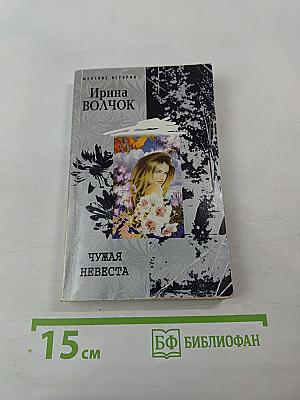 ЖЕНСКИЕ ИСТОРИИ
Ирина
ВОЛЧОК
ЧУЖАЯ
НЕВЕСТА
15 см
БФ БИБЛИОФАН